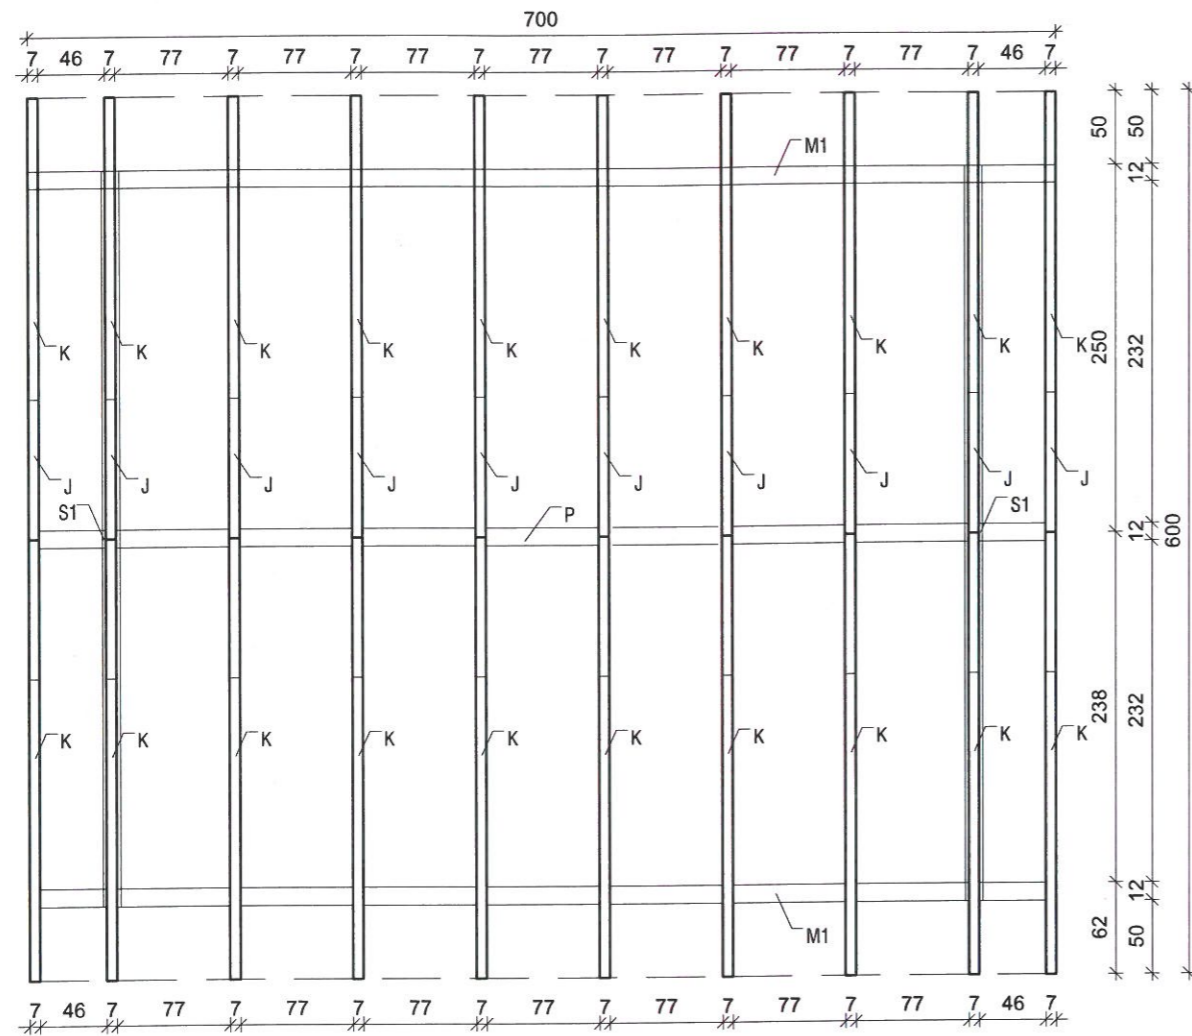 700
7 46 7 77 7 77 7 77 7 77 7 77 7 77 7 77 7 46 7
50 50
M1
12
K K K K K K K K K K
250 232
J J J J J J J J J J
S1 P S1
12 600
238 232
K K K K K K K K K K
12
62 50
M1
7 46 7 77 7 77 7 77 7 77 7 77 7 77 7 77 7 46 7